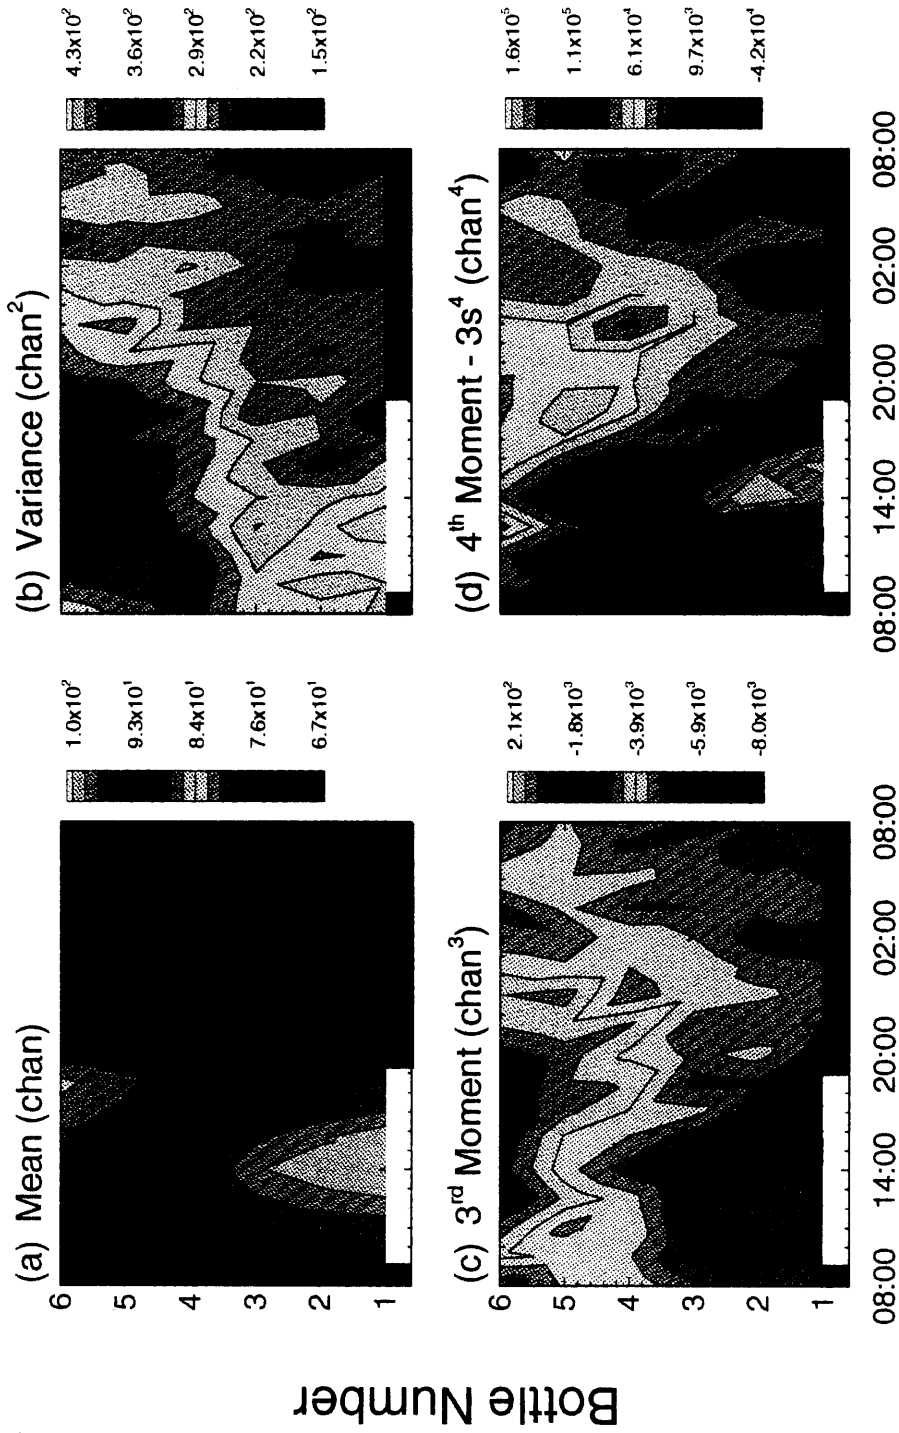 (a) Mean (chan)
1.0x10²
9.3x10¹
8.4x10¹
7.6x10¹
6.7x10¹
(b) Variance (chan²)
4.3x10²
3.6x10²
2.9x10²
2.2x10²
1.5x10²
6
5
4
3
2
1
(c) 3rd Moment (chan³)
2.1x10²
-1.8x10³
-3.9x10³
-5.9x10³
-8.0x10³
(d) 4th Moment - 3s⁴ (chan⁴)
1.6x10⁵
1.1x10⁵
6.1x10⁴
9.7x10³
-4.2x10⁴
6
5
4
3
2
1
08:00
14:00
20:00
02:00
08:00
08:00
14:00
20:00
02:00
08:00
Bottle Number